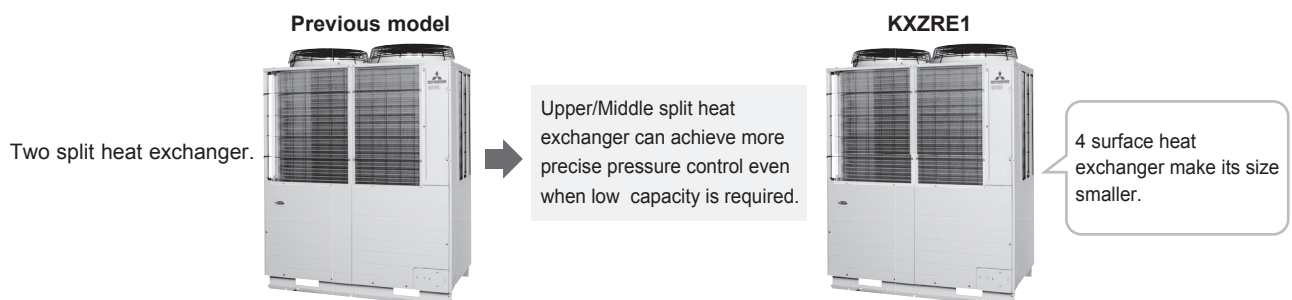 Previous model
KXZRE1
Two split heat exchanger.
Upper/Middle split heat
exchanger can achieve more
precise pressure control even
when low capacity is required.
4 surface heat
exchanger make its size
smaller.